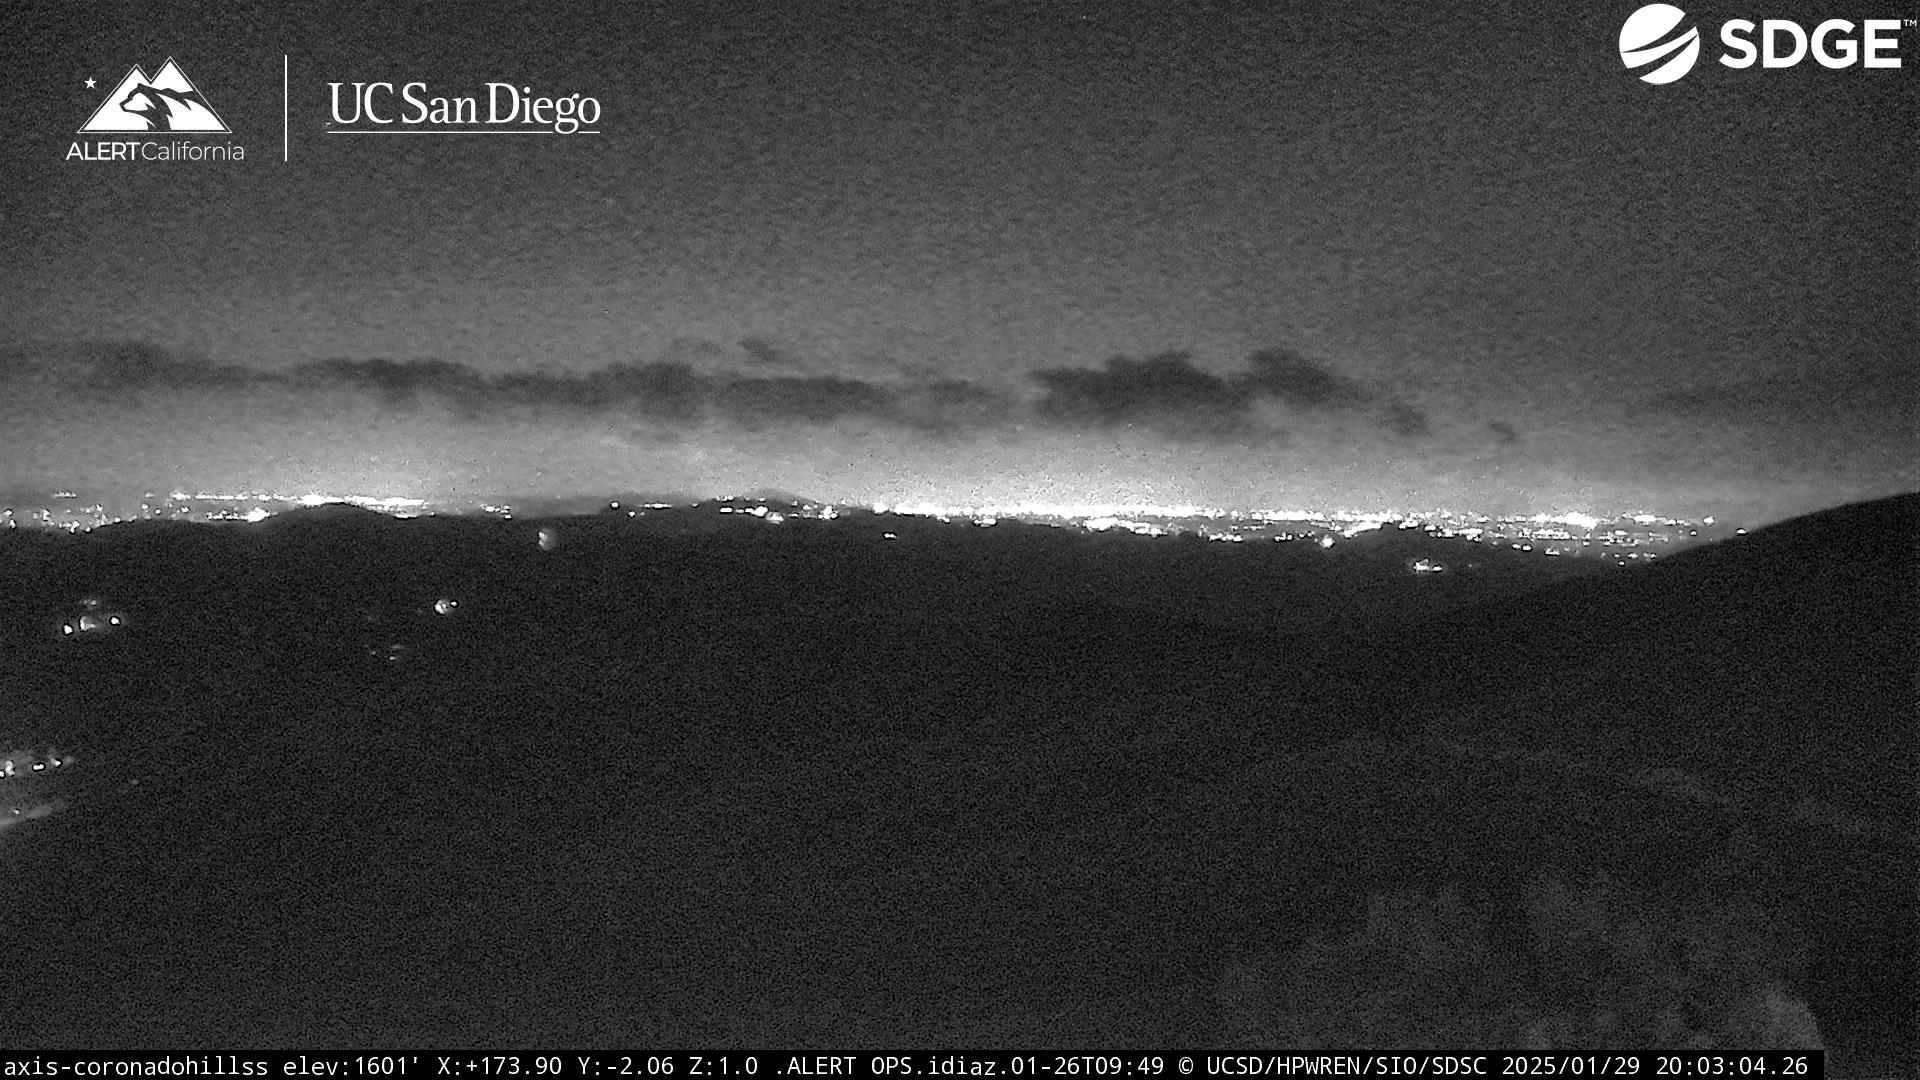 ALERTCalifornia
UC San Diego
SDGE™
axis-coronadohillss elev:1601' X:+173.90 Y:-2.06 Z:1.0 .ALERT OPS.idiaz.01-26T09:49 © UCSD/HPWREN/SIO/SDSC 2025/01/29 20:03:04.26